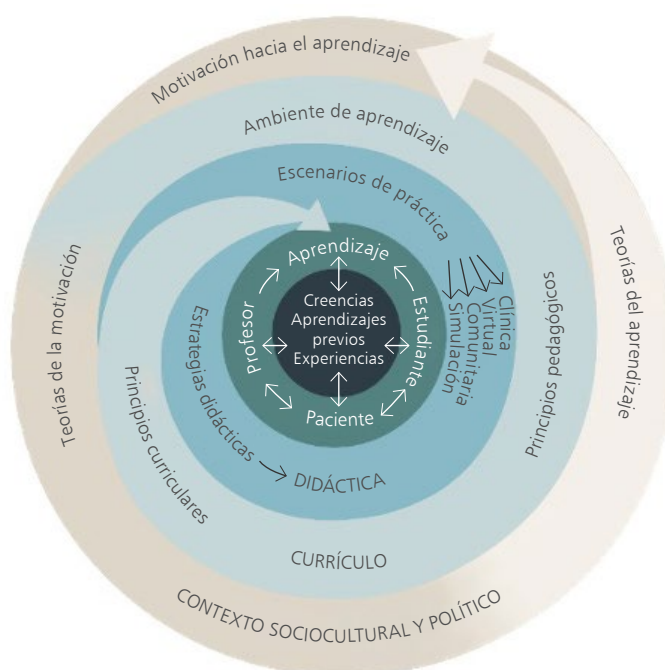 Motivación hacia el aprendizaje
Ambiente de aprendizaje
Escenarios de práctica
Clínica
Virtual
Comunitaria
Simulación
Aprendizaje
Profesor
Estudiante
Paciente
Creencias
Aprendizajes
previos
Experiencias
Estrategias didácticas
DIDÁCTICA
Principios curriculares
Principios pedagógicos
CURRÍCULO
Teorías de la motivación
Teorías del aprendizaje
CONTEXTO SOCIOCULTURAL Y POLÍTICO